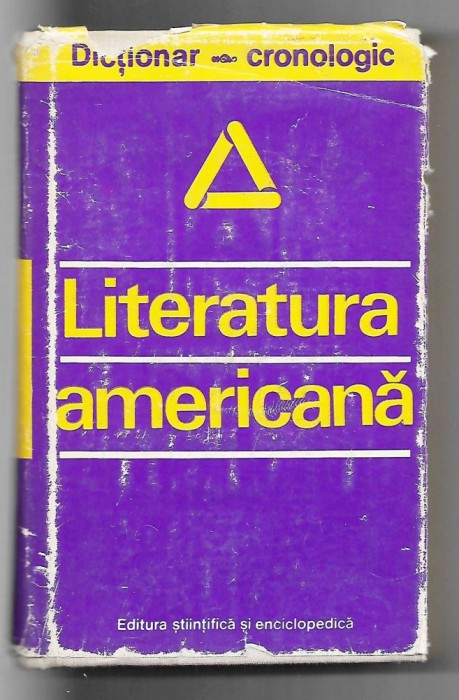 Dicționar cronologic
Literatura
americană
Editura științifică și enciclopedică